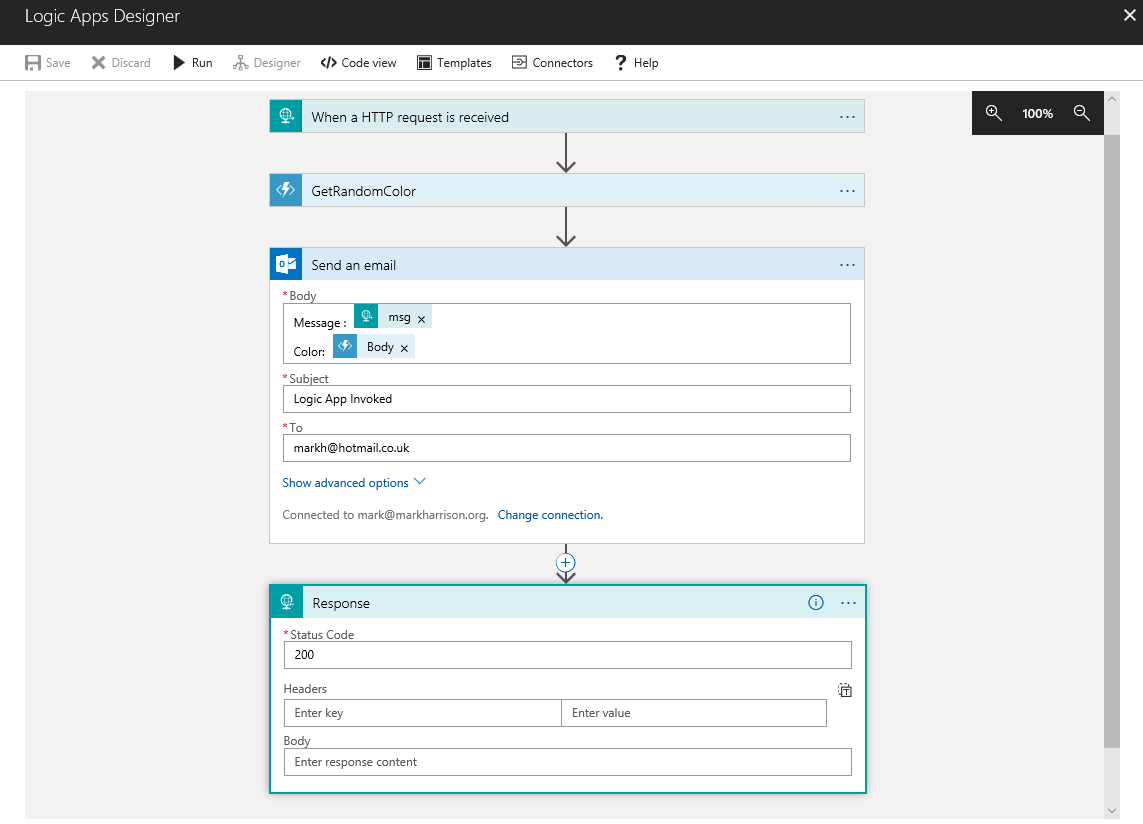 Logic Apps Designer
Save Discard Run Designer Code view Templates Connectors Help
When a HTTP request is received
100%
GetRandomColor
Send an email
*Body
Message : msg
Color: Body
*Subject
Logic App Invoked
*To
markh@hotmail.co.uk
Show advanced options
Connected to mark@markharrison.org. Change connection.
Response
*Status Code
200
Headers
Enter key Enter value
Body
Enter response content